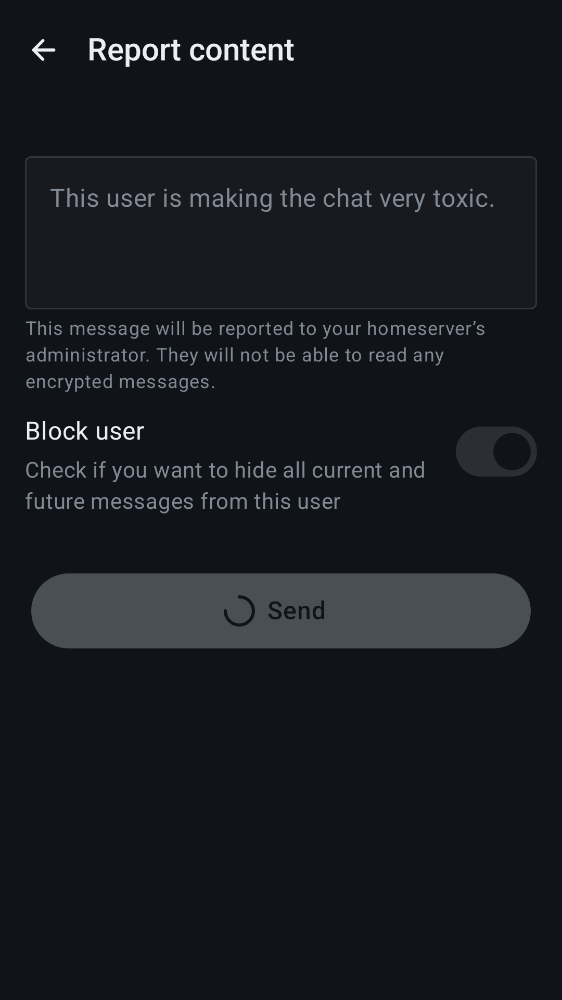 Report content
This user is making the chat very toxic.
This message will be reported to your homeserver’s
administrator. They will not be able to read any
encrypted messages.
Block user
Check if you want to hide all current and
future messages from this user
Send